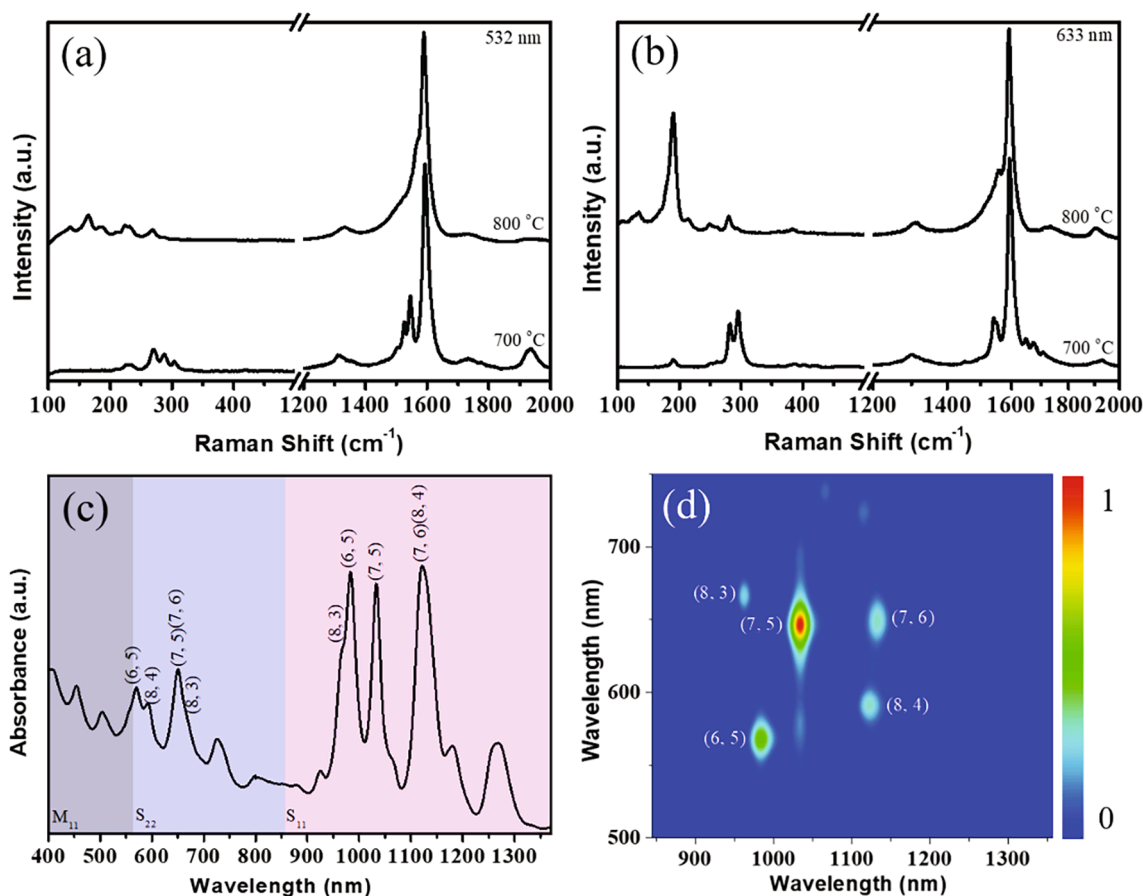 (a)
532 nm
800 °C
700 °C
Intensity (a.u.)
100 200 300 400 1200 1400 1600 1800 2000
Raman Shift (cm-1)
(b)
633 nm
800 °C
700 °C
Intensity (a.u.)
100 200 300 400 1200 1400 1600 1200 2000
Raman Shift (cm-1)
(c)
(6, 5)
(8, 4)
(7, 5)(7, 6)
(8, 3)
(8, 3)
(6, 5)
(7, 5)
(7, 6)(8, 4)
M11
S22
S11
Absorbance (a.u.)
400 500 600 700 800 900 1000 1100 1200 1300
Wavelength (nm)
(d)
(8, 3)
(7, 5)
(7, 6)
(8, 4)
(6, 5)
700
600
500
Wavelength (nm)
900 1000 1100 1200 1300
Wavelength (nm)
1
0